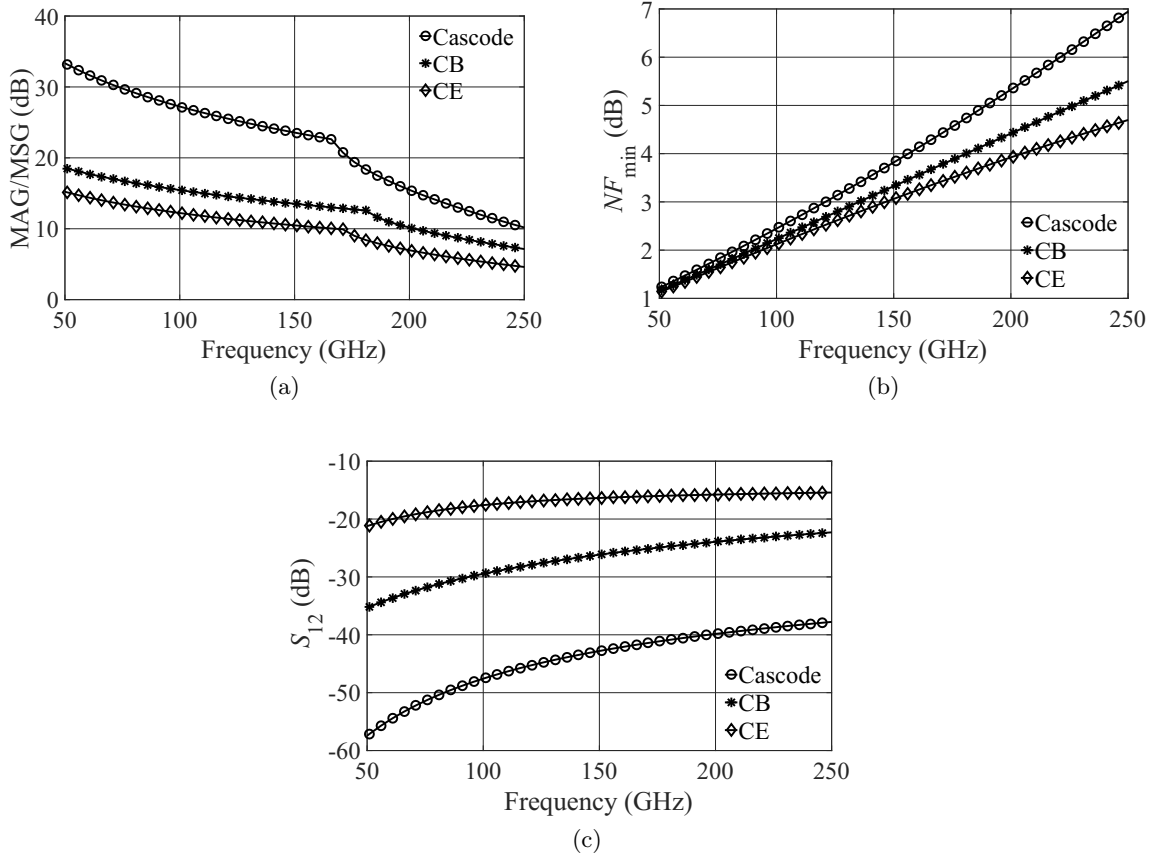 MAG/MSG (dB)
40
30
20
10
0
Cascode
CB
CE
50 100 150 200 250
Frequency (GHz)
(a)
NF min (dB)
7
6
5
4
3
2
1
Cascode
CB
CE
50 100 150 200 250
Frequency (GHz)
(b)
S12 (dB)
-10
-20
-30
-40
-50
-60
Cascode
CB
CE
50 100 150 200 250
Frequency (GHz)
(c)